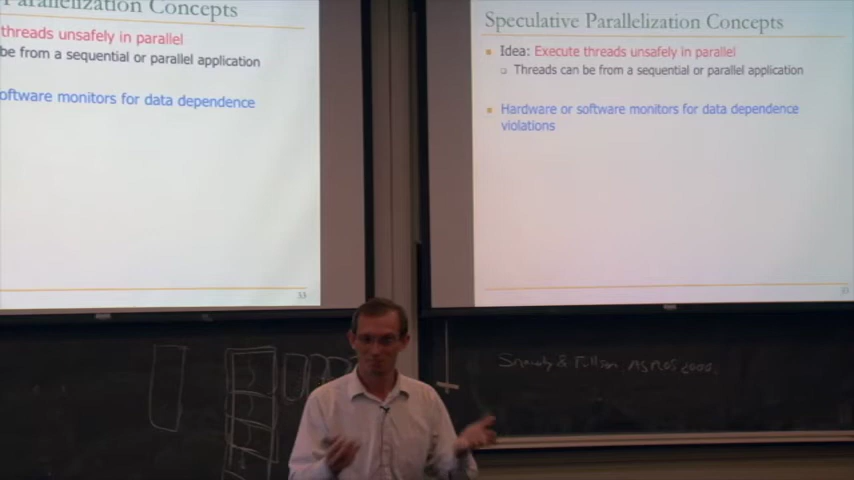 Parallelization Concepts
threads unsafely in parallel
be from a sequential or parallel application
oftware monitors for data dependence
33
Speculative Parallelization Concepts
▪ Idea: Execute threads unsafely in parallel
▫ Threads can be from a sequential or parallel application
▪ Hardware or software monitors for data dependence
violations
33
& ASPLOS 2000.